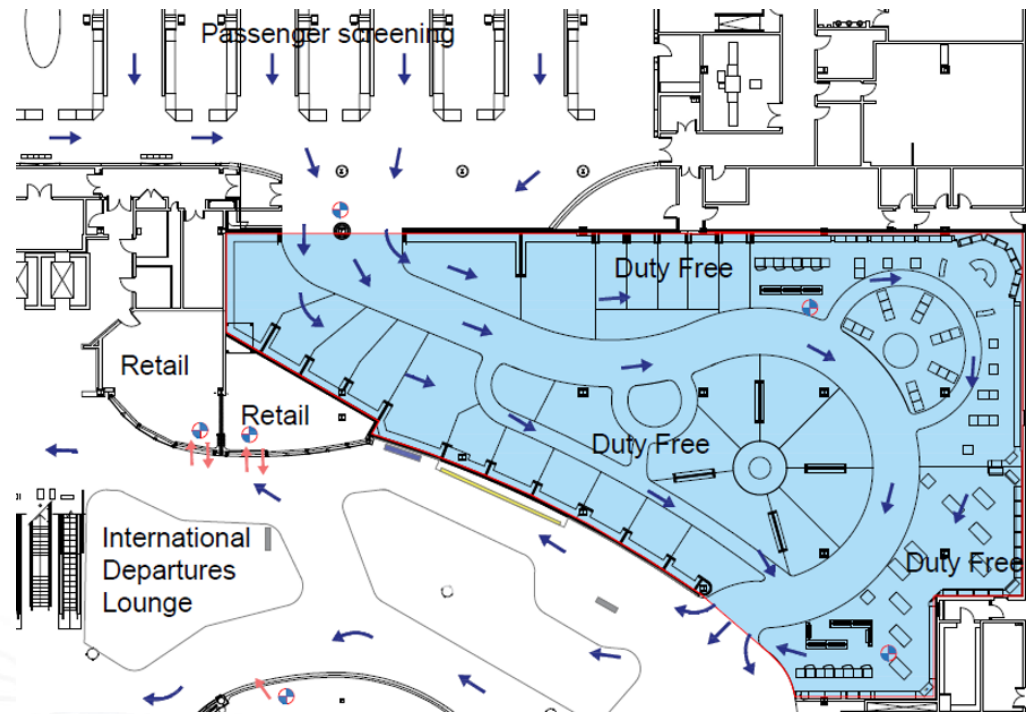 Passenger screening
Duty Free
Retail
Retail
Duty Free
International
Departures
Lounge
Duty Free